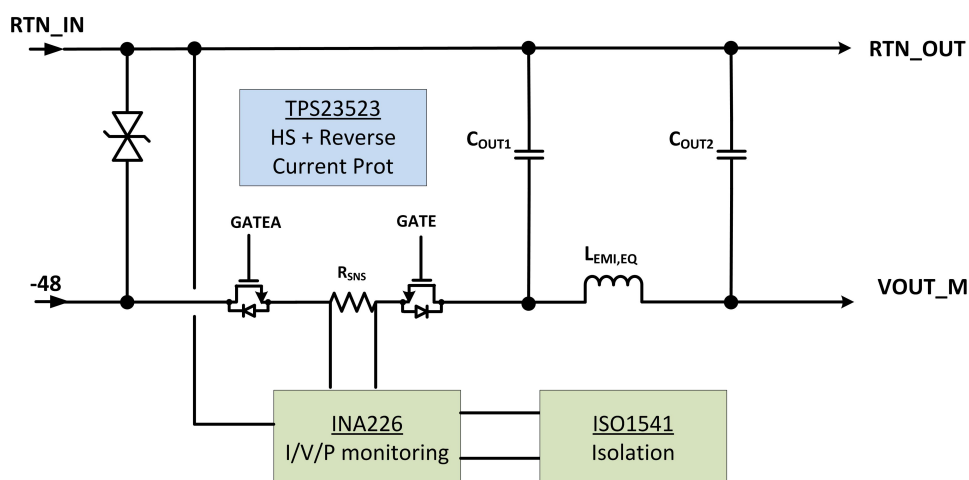 RTN_IN
RTN_OUT
TPS23523
HS + Reverse
Current Prot
COUT1
COUT2
GATEA
GATE
RSNS
LEMI,EQ
-48
VOUT_M
INA226
I/V/P monitoring
ISO1541
Isolation